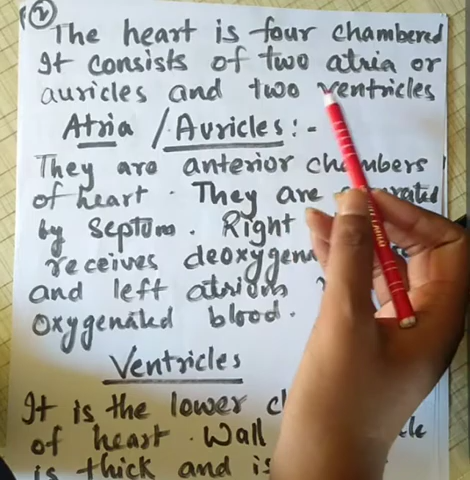 (2)
The heart is four chambered
It consists of two atria or
auricles and two ventricles
Atria / Auricles :-
They are anterior chambers
of heart. They are
by septum. Right
receives
and left atrium
oxygenated blood.
Ventricles
It is the lower
of heart. Wall
is thick and is